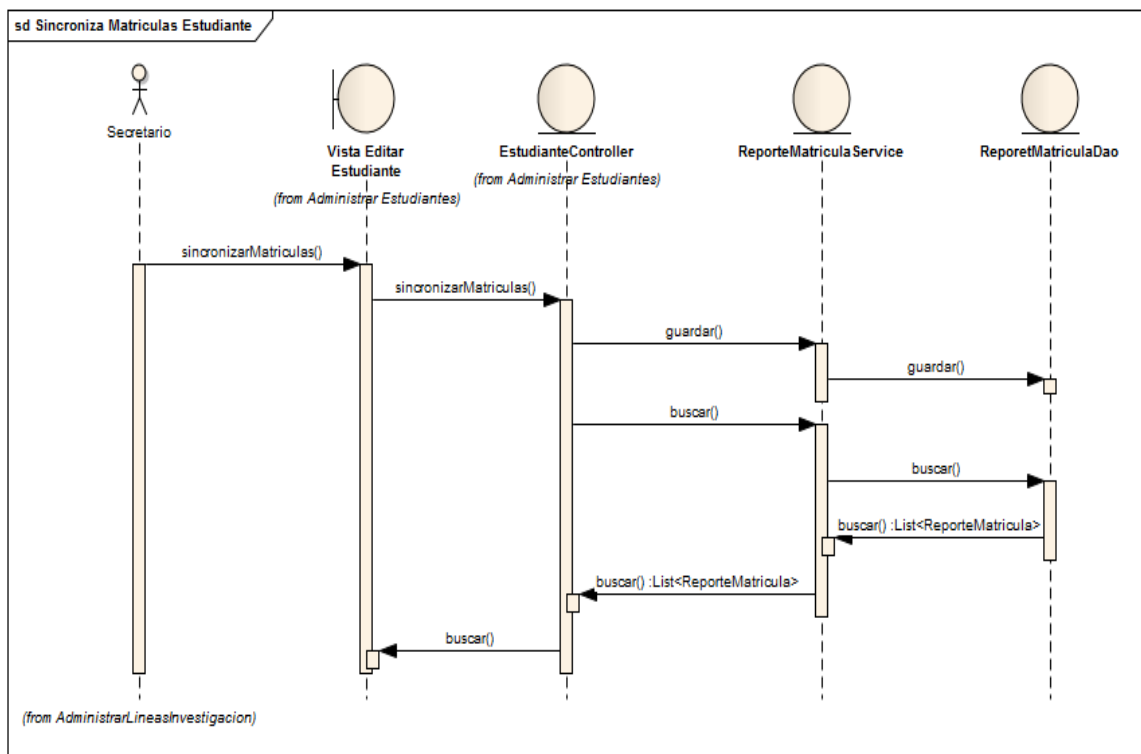 sd Sincroniza Matriculas Estudiante
Secretario
Vista Editar
Estudiante
(from Administrar Estudiantes)
EstudianteController
(from Administrar Estudiantes)
ReporteMatriculaService
ReporetMatriculaDao
sincronizarMatriculas()
sincronizarMatriculas()
guardar()
guardar()
buscar()
buscar()
buscar() :List<ReporteMatricula>
buscar() :List<ReporteMatricula>
buscar()
(from AdministrarLineasInvestigacion)